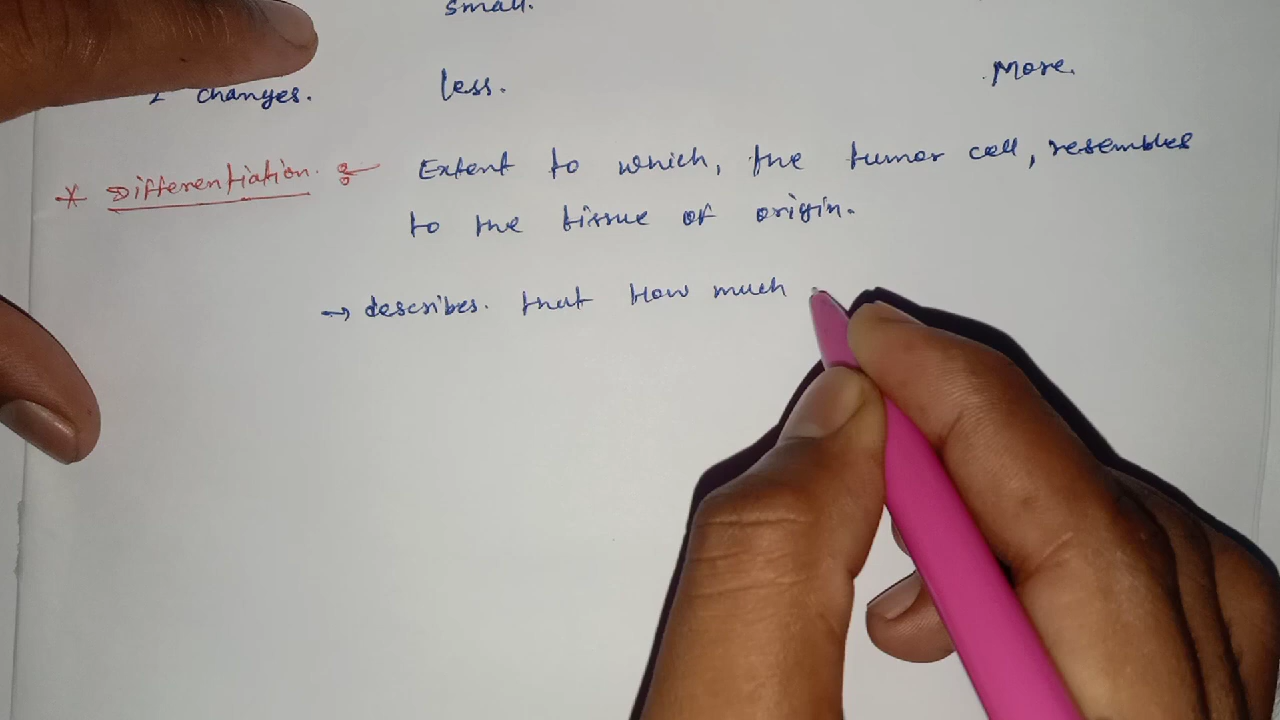 small.
changes. less. More.
* Differentiation :- Extent to which, the tumor cell, resembles
to the tissue of origin.
→ describes. that How much